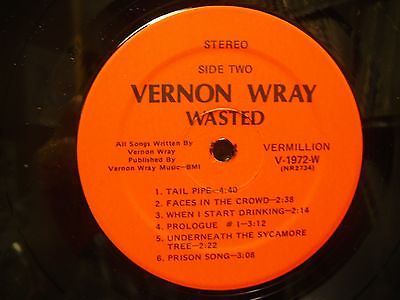 STEREO
SIDE TWO
VERNON WRAY
WASTED
All Songs Written By
Vernon Wray
Published By
Vernon Wray Music—BMI
VERMILLION
V-1972-W
(NR2734)
1. TAIL PIPE—4:40
2. FACES IN THE CROWD—2:38
3. WHEN I START DRINKING—2:14
4. PROLOGUE # 1—3:12
5. UNDERNEATH THE SYCAMORE
TREE—2:22
6. PRISON SONG—3:08